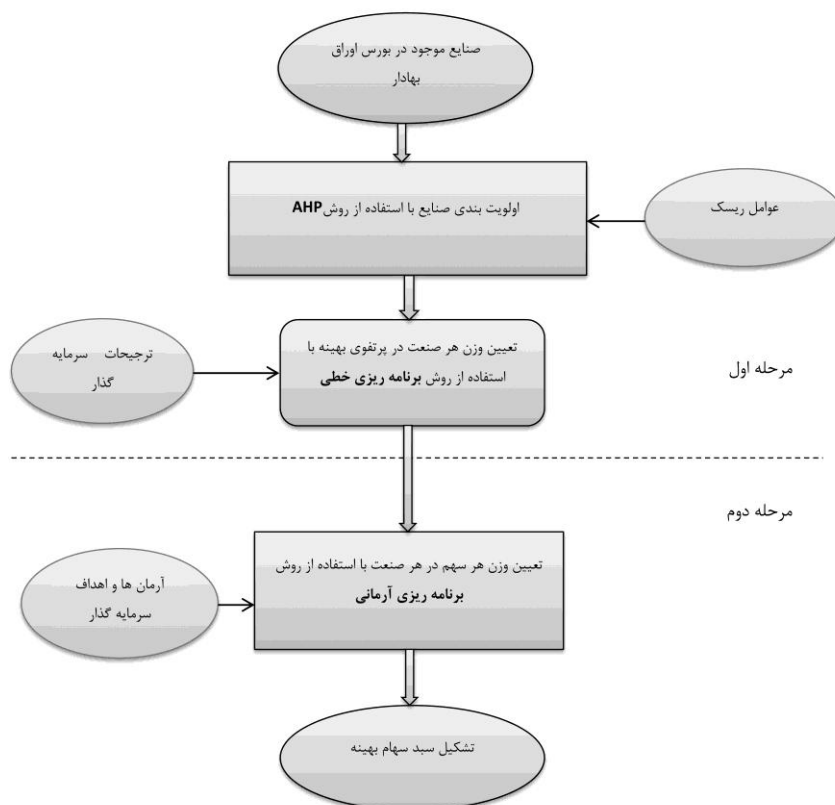 صنایع موجود در بورس اوراق
بهادار
اولویت بندی صنایع با استفاده از روش AHP
عوامل ریسک
تعیین وزن هر صنعت در پرتفوی بهینه با
استفاده از روش برنامه ریزی خطی
ترجیحات سرمایه
گذار
مرحله اول
مرحله دوم
تعیین وزن هر سهم در هر صنعت با استفاده از روش
برنامه ریزی آرمانی
آرمان ها و اهداف
سرمایه گذار
تشکیل سبد سهام بهینه